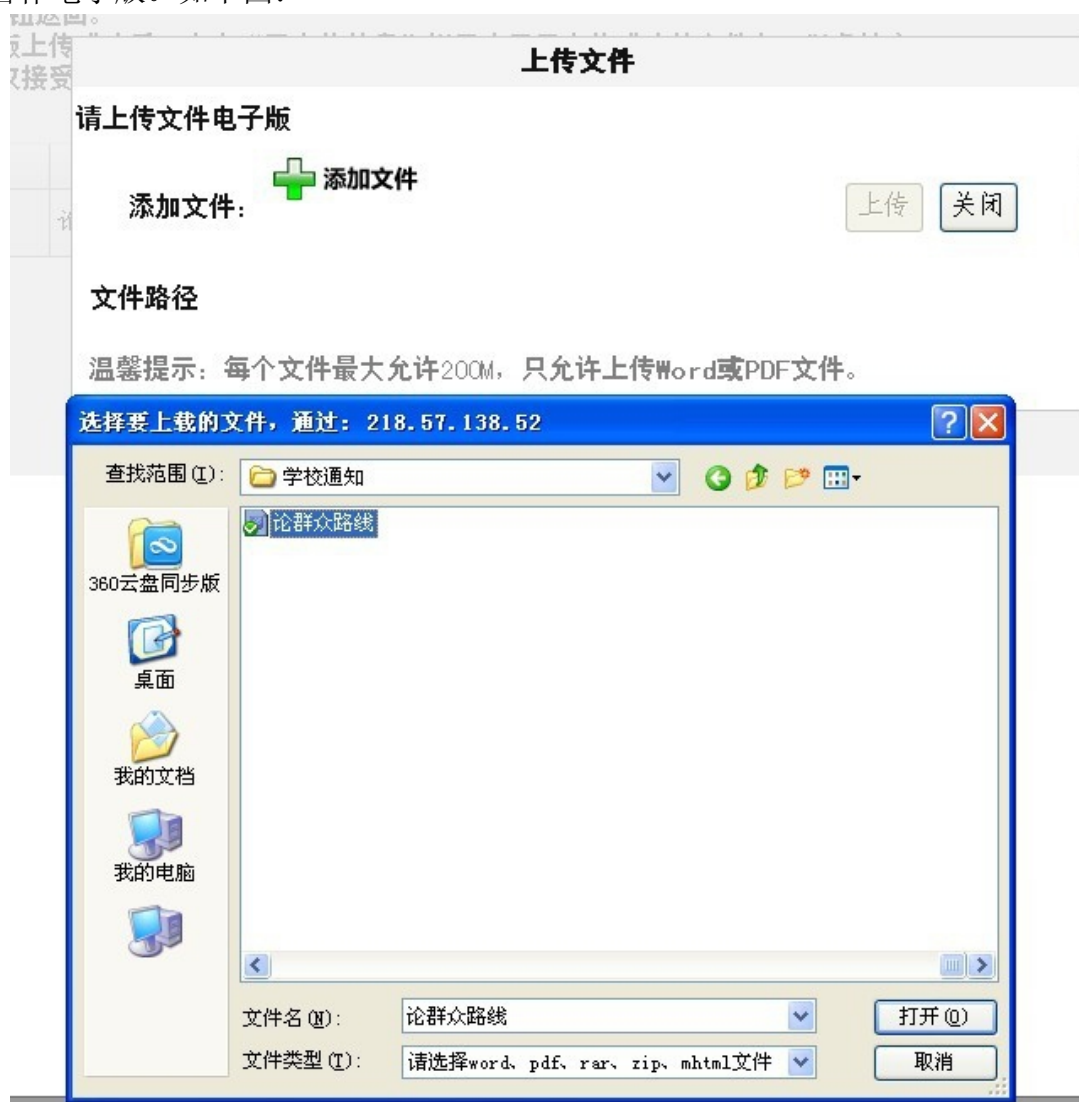 上传文件
请上传文件电子版
添加文件
添加文件：
上传 关闭
文件路径
温馨提示：每个文件最大允许200M，只允许上传Word或PDF文件。
选择要上载的文件，通过：218.57.138.52
查找范围(I)：学校通知
论群众路线
360云盘同步版
桌面
我的文档
我的电脑
文件名(N)：论群众路线 打开(O)
文件类型(T)：请选择word、pdf、rar、zip、mhtml文件 取消